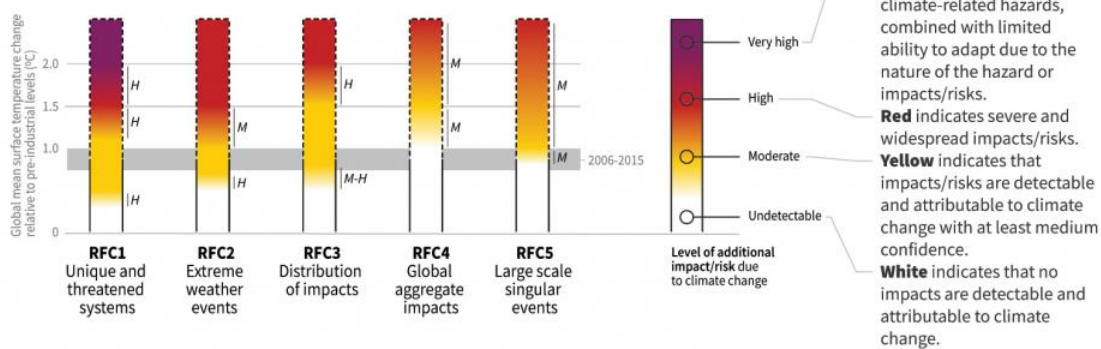 Global mean surface temperature change
relative to pre-industrial levels (°C)
2.0
1.5
1.0
0
H
H
H
M
H
H
M-H
M
M
M
M
2006-2015
RFC1
Unique and
threatened
systems
RFC2
Extreme
weather
events
RFC3
Distribution
of impacts
RFC4
Global
aggregate
impacts
RFC5
Large scale
singular
events
Very high
High
Moderate
Undetectable
Level of additional
impact/risk due
to climate change
climate-related hazards,
combined with limited
ability to adapt due to the
nature of the hazard or
impacts/risks.
Red indicates severe and
widespread impacts/risks.
Yellow indicates that
impacts/risks are detectable
and attributable to climate
change with at least medium
confidence.
White indicates that no
impacts are detectable and
attributable to climate
change.